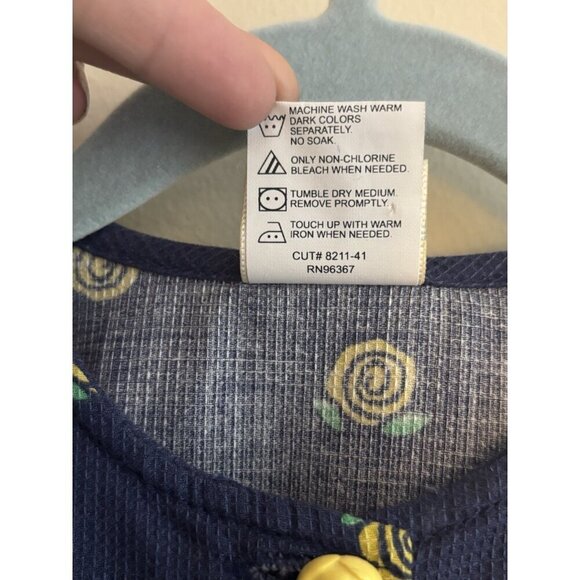 MACHINE WASH WARM
DARK COLORS
SEPARATELY.
NO SOAK.
ONLY NON-CHLORINE
BLEACH WHEN NEEDED.
TUMBLE DRY MEDIUM.
REMOVE PROMPTLY.
TOUCH UP WITH WARM
IRON WHEN NEEDED.
CUT# 8211-41
RN96367